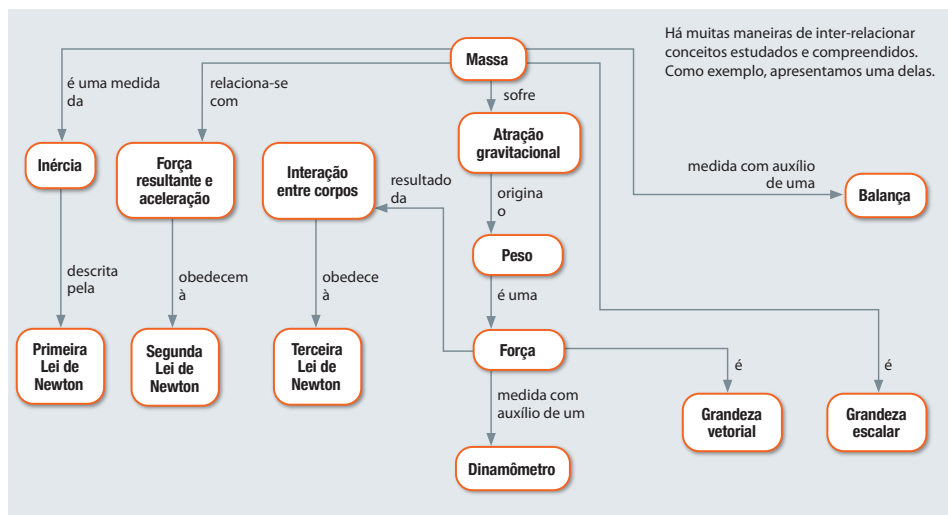 Há muitas maneiras de inter-relacionar
conceitos estudados e compreendidos.
Como exemplo, apresentamos uma delas.
Massa
é uma medida
da
relaciona-se
com
sofre
Inércia
Força
resultante e
aceleração
Interação
entre corpos
resultado
da
Atração
gravitacional
medida com auxílio
de uma
Balança
origina
o
Peso
descrita
pela
obedecem
à
obedece
à
é uma
Primeira
Lei de
Newton
Segunda
Lei de
Newton
Terceira
Lei de
Newton
Força
é
é
medida com
auxílio de um
Grandeza
vetorial
Grandeza
escalar
Dinamômetro